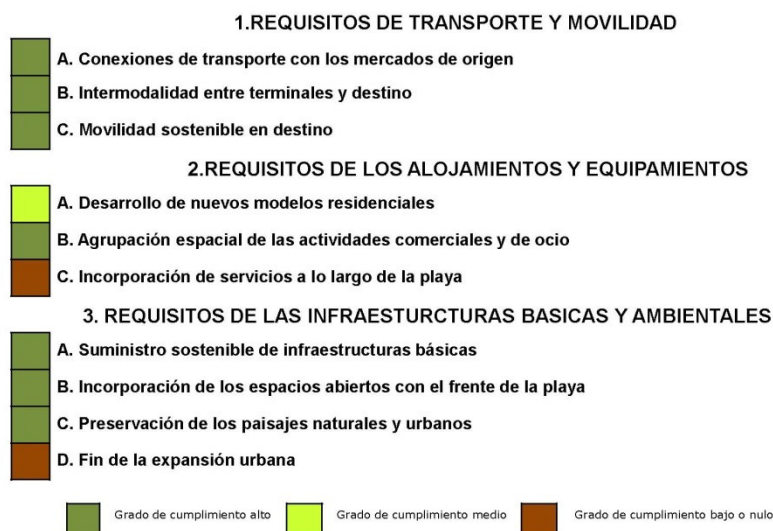 1.REQUISITOS DE TRANSPORTE Y MOVILIDAD
A. Conexiones de transporte con los mercados de origen
B. Intermodalidad entre terminales y destino
C. Movilidad sostenible en destino
2.REQUISITOS DE LOS ALOJAMIENTOS Y EQUIPAMIENTOS
A. Desarrollo de nuevos modelos residenciales
B. Agrupación espacial de las actividades comerciales y de ocio
C. Incorporación de servicios a lo largo de la playa
3. REQUISITOS DE LAS INFRAESTURCTURAS BASICAS Y AMBIENTALES
A. Suministro sostenible de infraestructuras básicas
B. Incorporación de los espacios abiertos con el frente de la playa
C. Preservación de los paisajes naturales y urbanos
D. Fin de la expansión urbana
Grado de cumplimiento alto Grado de cumplimiento medio Grado de cumplimiento bajo o nulo